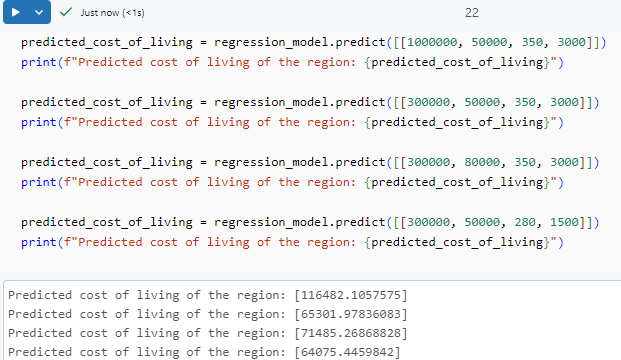 Just now (<1s)
22
predicted_cost_of_living = regression_model.predict([[1000000, 50000, 350, 3000]])
print(f"Predicted cost of living of the region: {predicted_cost_of_living}")
predicted_cost_of_living = regression_model.predict([[300000, 50000, 350, 3000]])
print(f"Predicted cost of living of the region: {predicted_cost_of_living}")
predicted_cost_of_living = regression_model.predict([[300000, 80000, 350, 3000]])
print(f"Predicted cost of living of the region: {predicted_cost_of_living}")
predicted_cost_of_living = regression_model.predict([[300000, 50000, 280, 1500]])
print(f"Predicted cost of living of the region: {predicted_cost_of_living}")
Predicted cost of living of the region: [116482.1057575]
Predicted cost of living of the region: [65301.97836083]
Predicted cost of living of the region: [71485.26868828]
Predicted cost of living of the region: [64075.4459842]